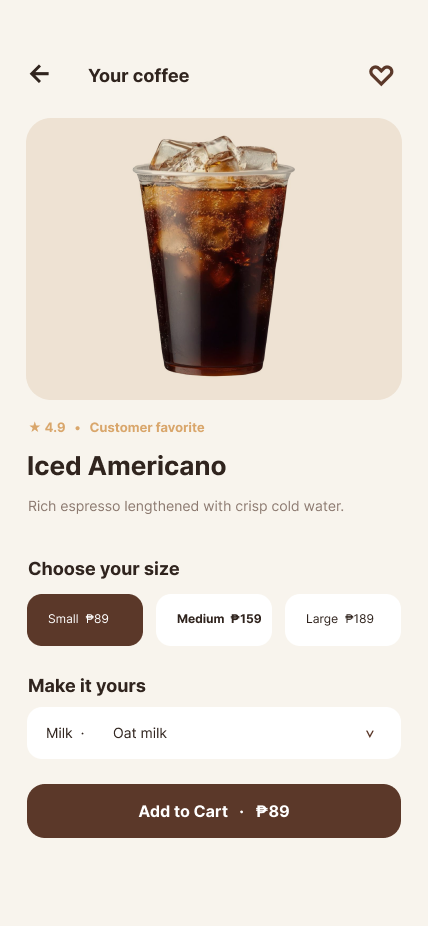 Your coffee
★ 4.9 • Customer favorite
Iced Americano
Rich espresso lengthened with crisp cold water.
Choose your size
Small ₱89
Medium ₱159
Large ₱189
Make it yours
Milk · Oat milk
Add to Cart · ₱89